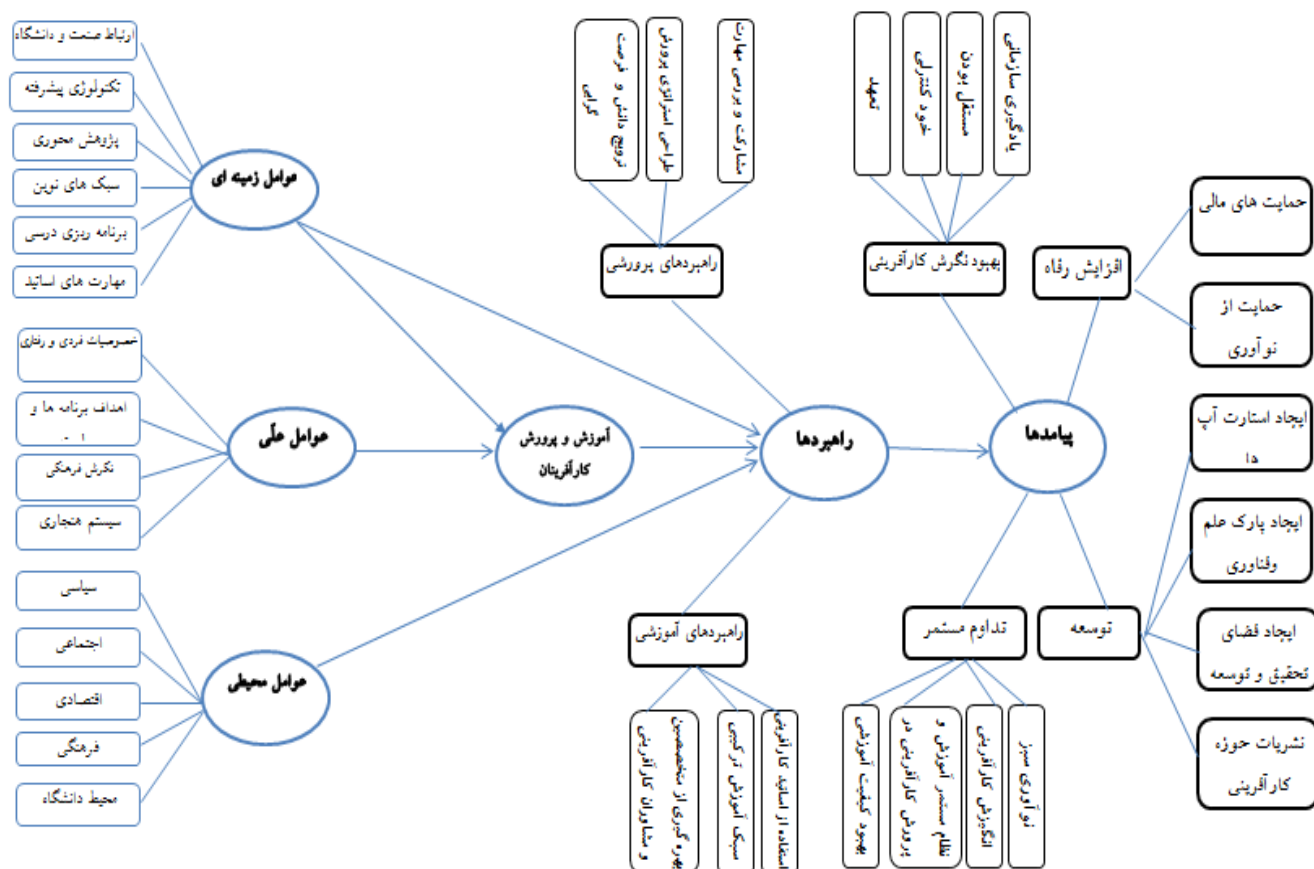 ارتباط صنعت و دانشگاه
تکنولوژی پیشرفته
پژوهش محوری
سبک های نوین
برنامه ریزی درسی
مهارت های اساتید
عوامل زمینه ای
خصوصیات فردی و رفتاری
اهداف برنامه ها و
نگرش فرهنگی
سیستم هنجاری
عوامل علّی
سیاسی
اجتماعی
اقتصادی
فرهنگی
محیط دانشگاه
عوامل محیطی
آموزش و پرورش
کارآفرینان
راهبردها
راهبردهای پرورشی
ترویج دانش و فرصت
گرایی
طراحی استراتژی پرورش
مشارکت و بررسی مهارت
راهبردهای آموزشی
بهره گیری از متخصصین
و مشاوران کارآفرینی
سبک آموزش ترکیبی
استفاده از اساتید کارآفرینی
پیامدها
بهبود نگرش کارآفرینی
تعهد
خود کنترلی
مستقل بودن
یادگیری سازمانی
افزایش رفاه
حمایت های مالی
حمایت از
نوآوری
تداوم مستمر
بهبود کیفیت آموزشی
نظام مستمر آموزش و
پرورش کارآفرینی در
انگیزش کارآفرینی
نوآوری سبز
توسعه
ایجاد استارت آپ
ها
ایجاد پارک علم
وفناوری
ایجاد فضای
تحقیق و توسعه
نشریات حوزه
کارآفرینی